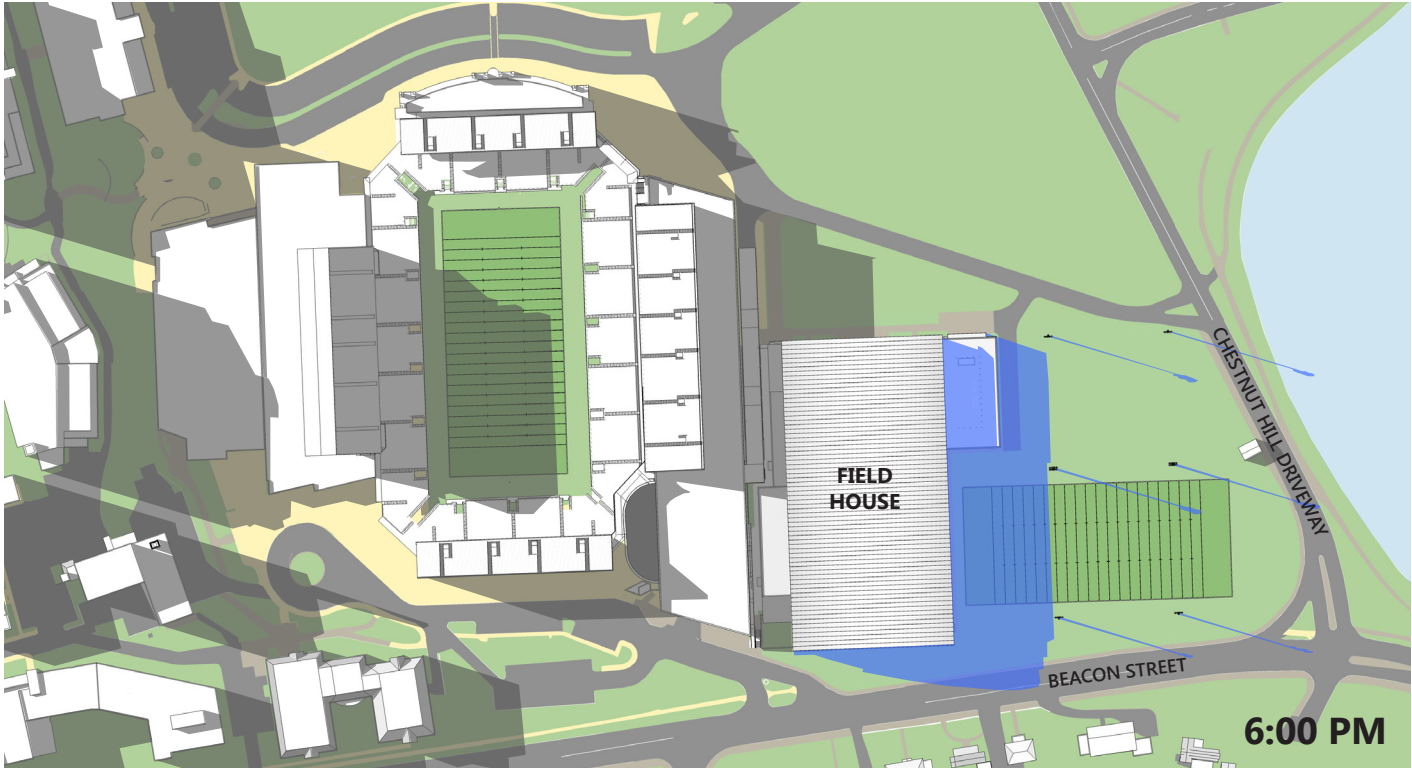 CHESTNUT HILL DRIVEWAY
FIELD
HOUSE
BEACON STREET
6:00 PM